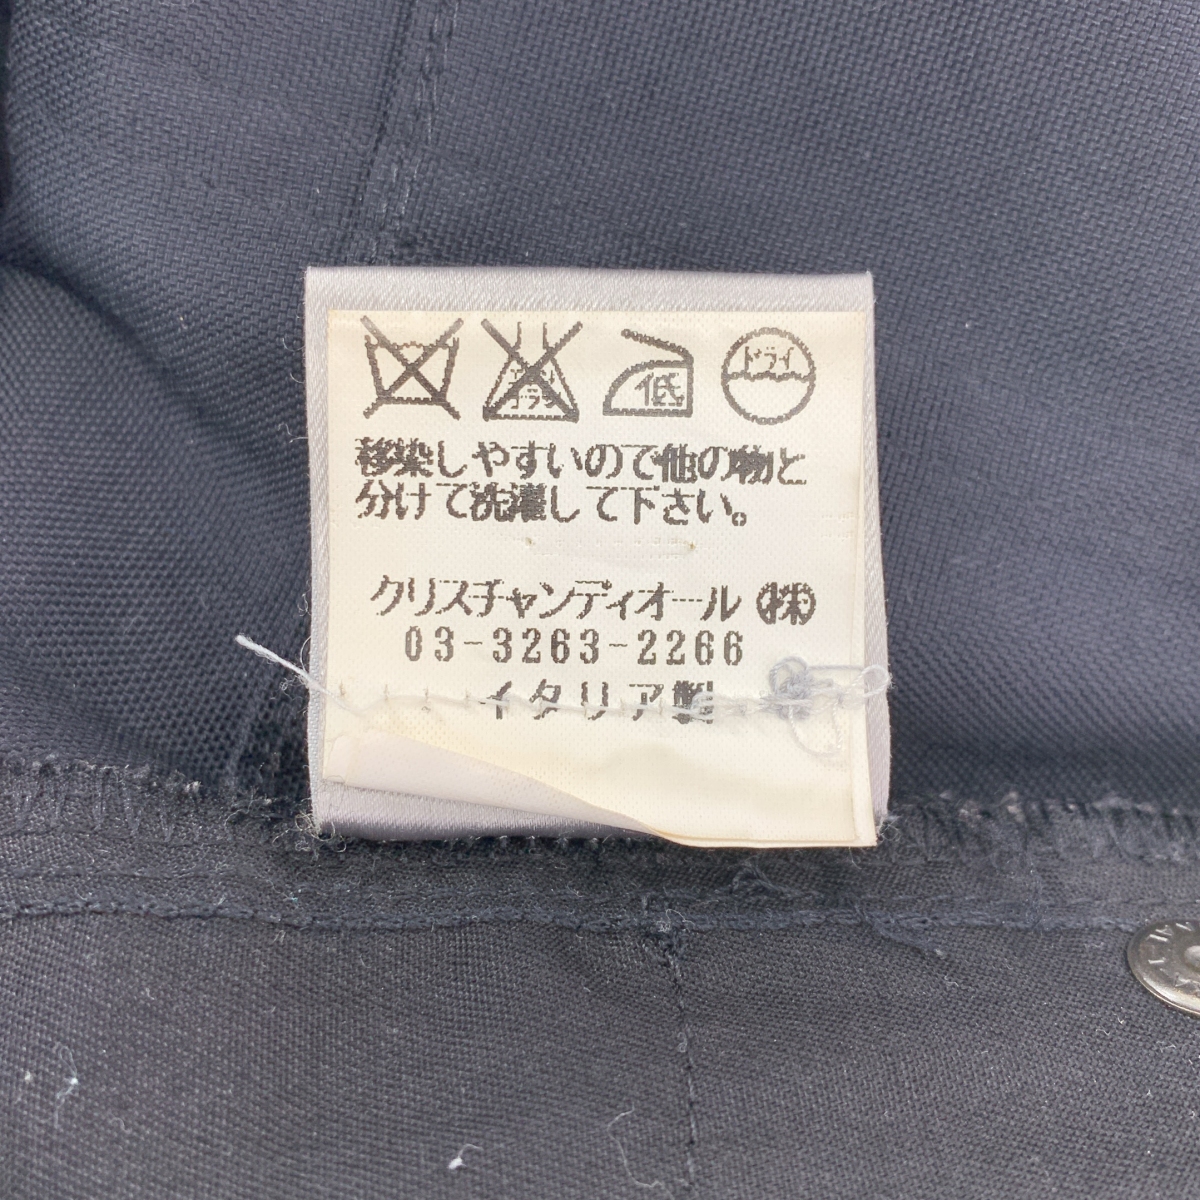 低 ドライ
移染しやすいので他の物と
分けて洗濯して下さい。
クリスチャンディオール㈱
03-3263-2266
イタリア製